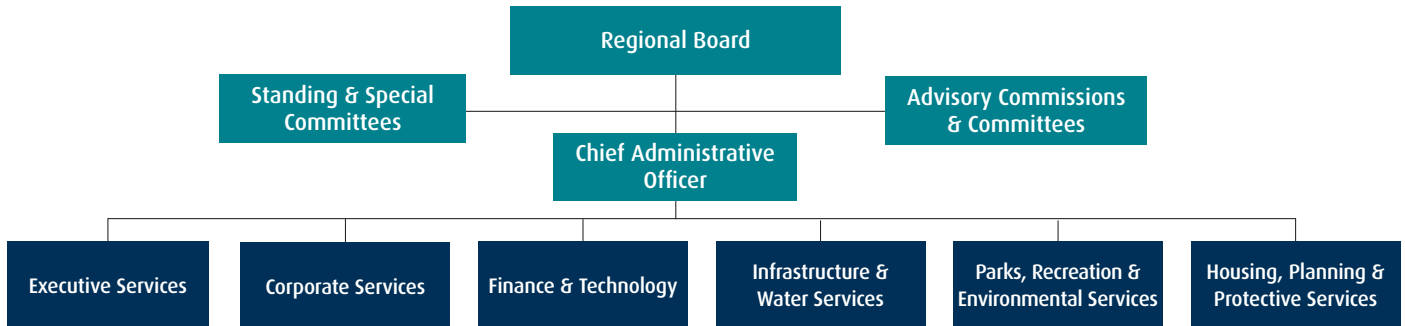 Regional Board
Standing & Special
Committees
Advisory Commissions
& Committees
Chief Administrative
Officer
Executive Services
Corporate Services
Finance & Technology
Infrastructure &
Water Services
Parks, Recreation &
Environmental Services
Housing, Planning &
Protective Services